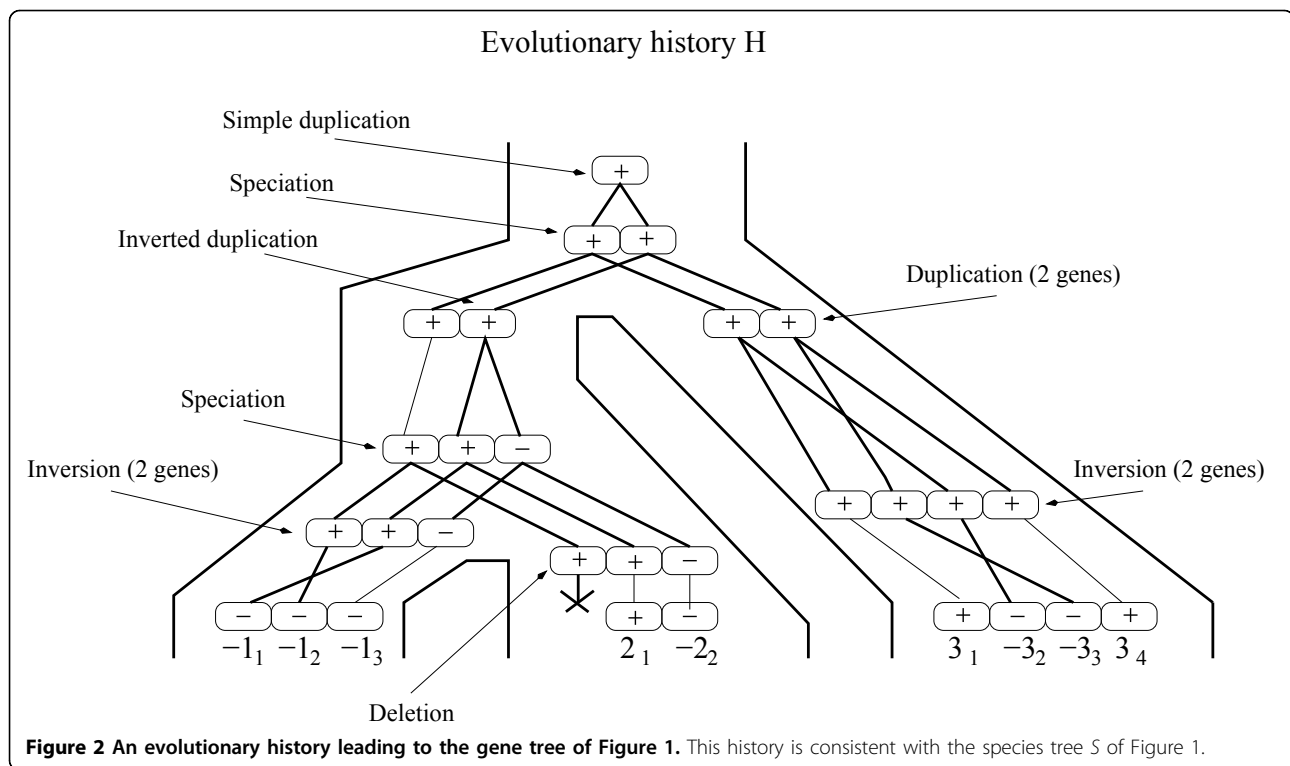 Evolutionary history H
Simple duplication
+
Speciation
+ +
Inverted duplication
Duplication (2 genes)
+ +
+ +
Speciation
+ + −
Inversion (2 genes)
Inversion (2 genes)
+ + + +
+ + −
+ + −
− − −
+ −
+ − − +
−1₁ −1₂ −1₃
2₁ −2₂
3₁ −3₂ −3₃ 3₄
Deletion
Figure 2 An evolutionary history leading to the gene tree of Figure 1. This history is consistent with the species tree S of Figure 1.